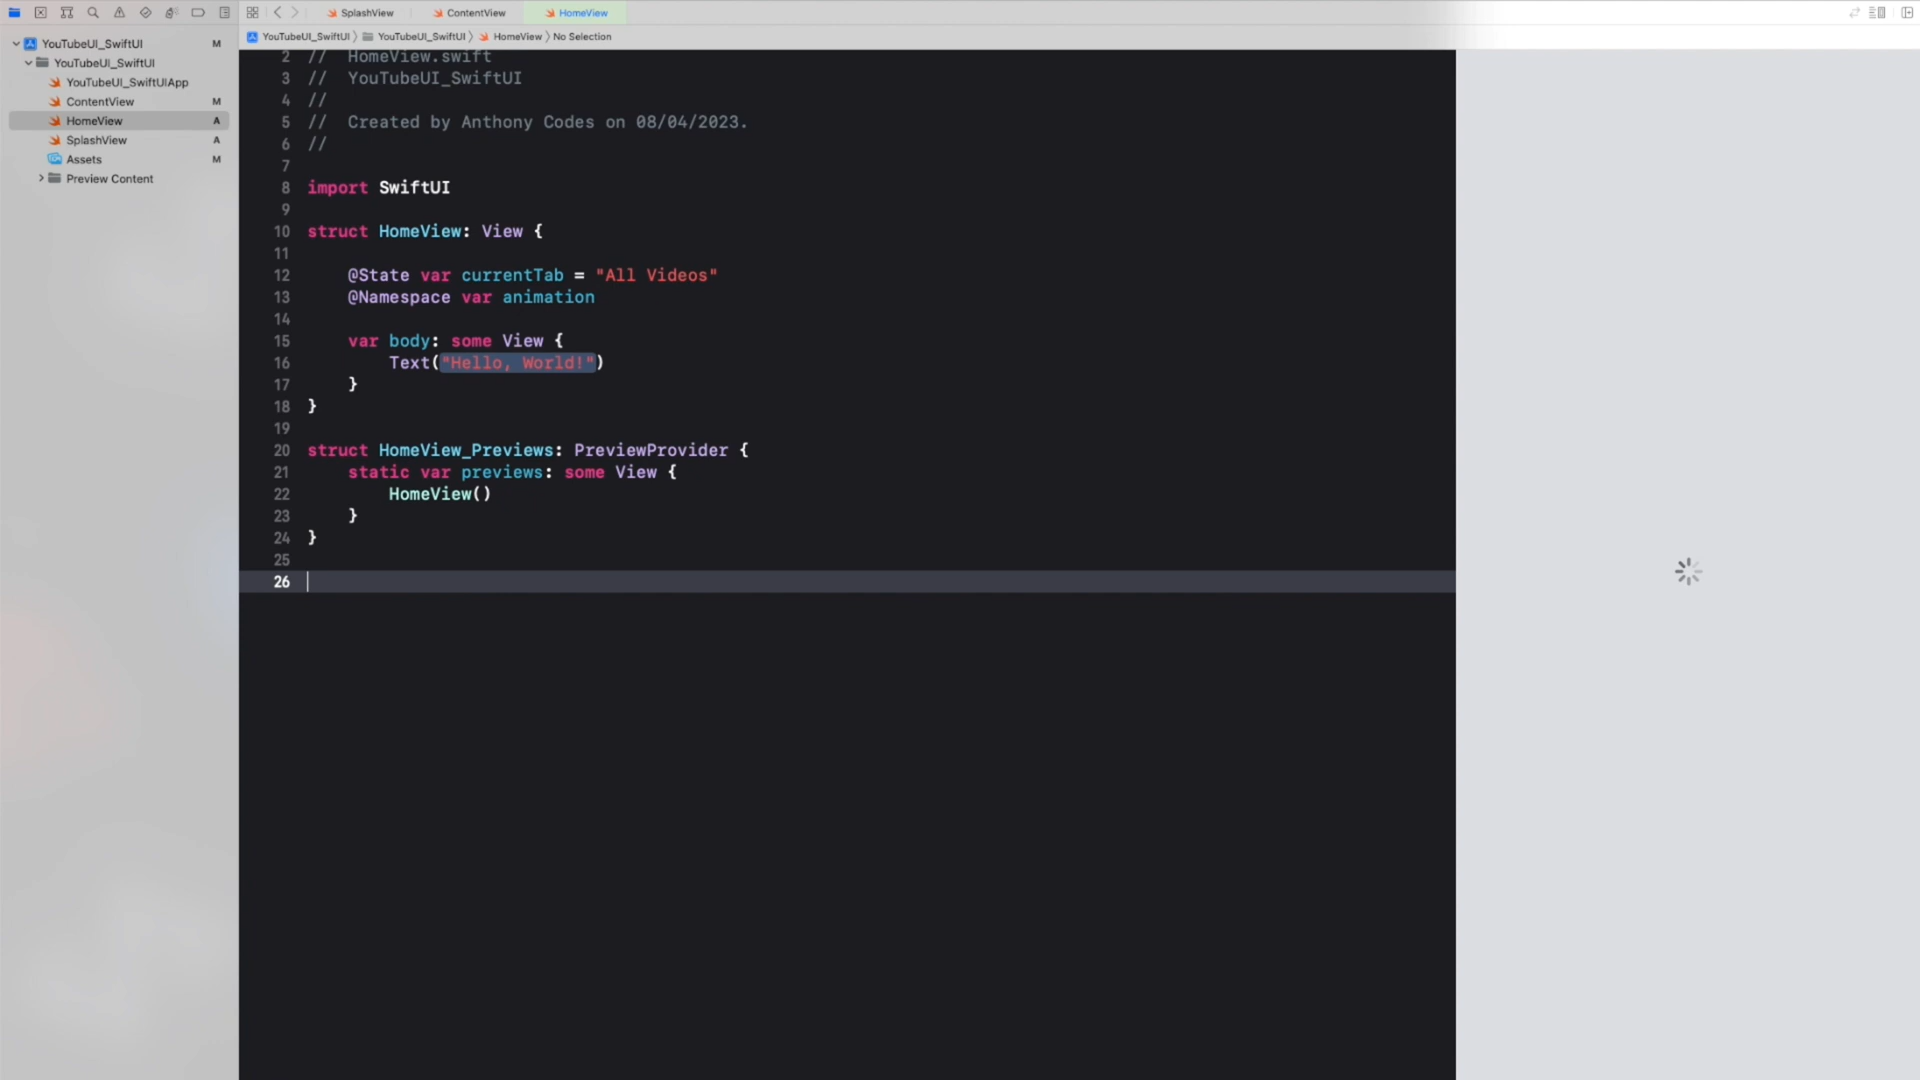 SplashView
ContentView
HomeView
YouTubeUI_SwiftUI M
YouTubeUI_SwiftUI
YouTubeUI_SwiftUIApp
ContentView M
HomeView A
SplashView A
Assets M
Preview Content
YouTubeUI_SwiftUI YouTubeUI_SwiftUI HomeView No Selection
2 // HomeView.swift
3 // YouTubeUI_SwiftUI
4 //
5 // Created by Anthony Codes on 08/04/2023.
6 //
7
8 import SwiftUI
9
10 struct HomeView: View {
11
12 @State var currentTab = "All Videos"
13 @Namespace var animation
14
15 var body: some View {
16 Text("Hello, World!")
17 }
18 }
19
20 struct HomeView_Previews: PreviewProvider {
21 static var previews: some View {
22 HomeView()
23 }
24 }
25
26